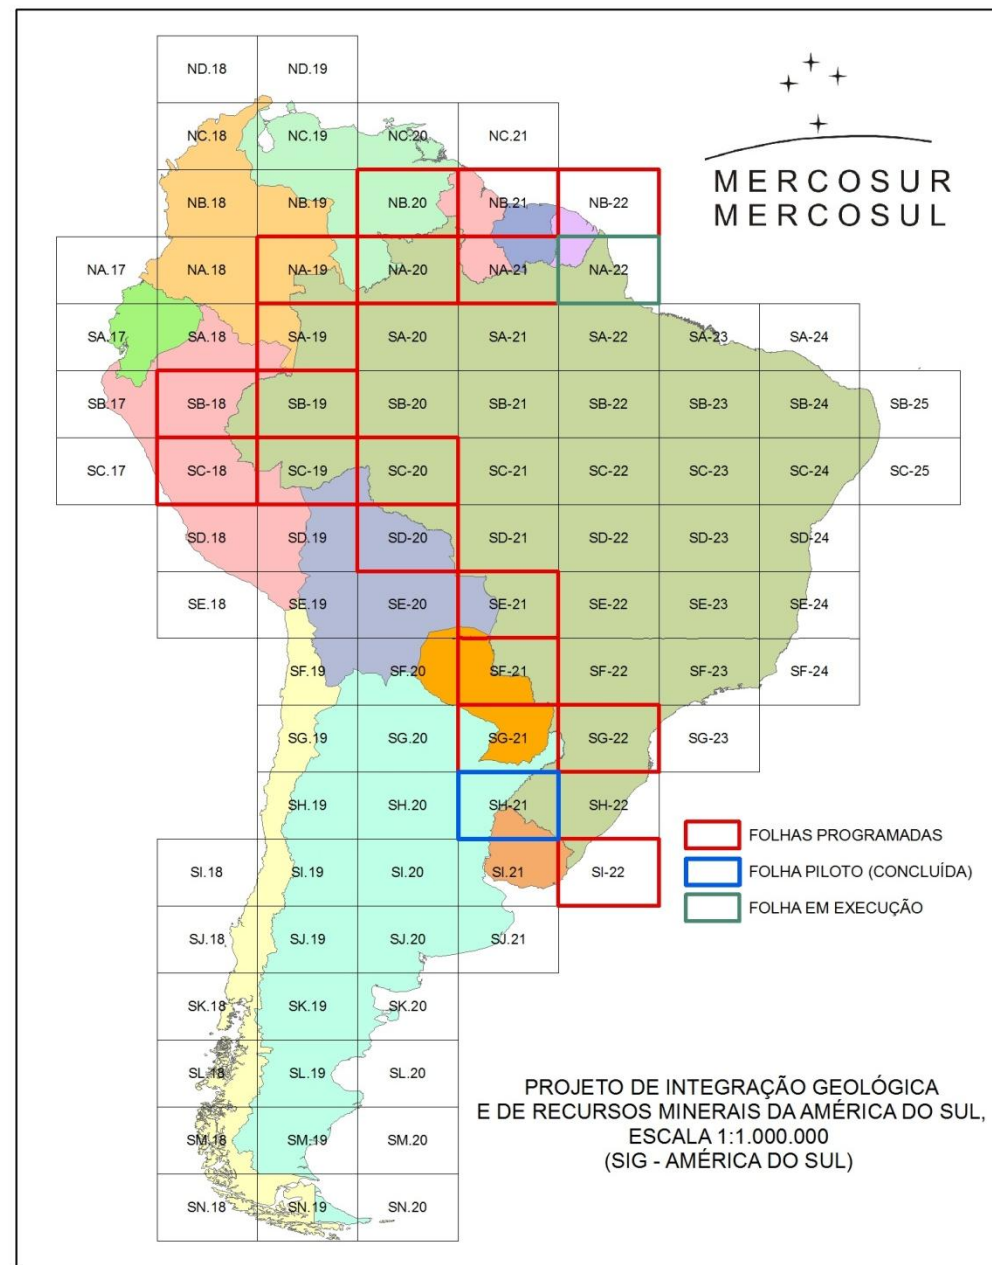 ND.18 ND.19
NC.18 NC.19 NC.20 NC.21
MERCOSUR
MERCOSUL
NB.18 NB.19 NB.20 NB.21 NB-22
NA.17 NA.18 NA-19 NA-20 NA-21 NA-22
SA.17 SA.18 SA-19 SA-20 SA-21 SA-22 SA-23 SA-24
SB.17 SB-18 SB-19 SB-20 SB-21 SB-22 SB-23 SB-24 SB-25
SC.17 SC-18 SC-19 SC-20 SC-21 SC-22 SC-23 SC-24 SC-25
SD.18 SD.19 SD-20 SD-21 SD-22 SD-23 SD-24
SE.18 SE.19 SE-20 SE-21 SE-22 SE-23 SE-24
SF.19 SF.20 SF-21 SF-22 SF-23 SF-24
SG.19 SG.20 SG-21 SG-22 SG-23
SH.19 SH.20 SH-21 SH-22
FOLHAS PROGRAMADAS
FOLHA PILOTO (CONCLUÍDA)
FOLHA EM EXECUÇÃO
SI.18 SI.19 SI.20 SI.21 SI-22
SJ.18 SJ.19 SJ.20 SJ.21
SK.18 SK.19 SK.20
SL.18 SL.19 SL.20
SM.18 SM.19 SM.20
SN.18 SN.19 SN.20
PROJETO DE INTEGRAÇÃO GEOLÓGICA
E DE RECURSOS MINERAIS DA AMÉRICA DO SUL,
ESCALA 1:1.000.000
(SIG - AMÉRICA DO SUL)